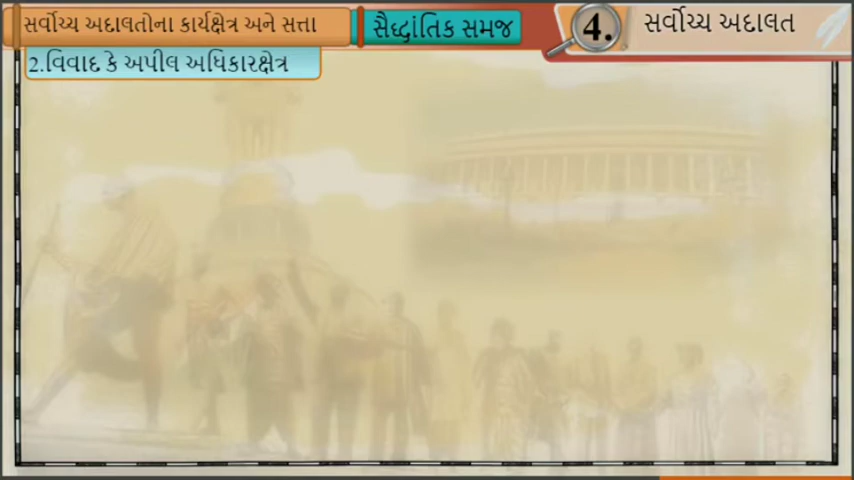 સર્વોચ્ચ અદાલતોના કાર્યક્ષેત્ર અને સત્તા
સૈદ્ધાંતિક સમજ
4.
સર્વોચ્ચ અદાલત
2.વિવાદ કે અપીલ અધિકારક્ષેત્ર